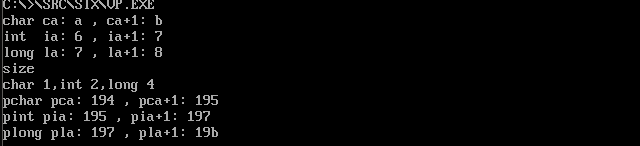 C:\>\SRC\SIX\VP.EXE
char ca: a , ca+1: b
int  ia: 6 , ia+1: 7
long la: 7 , la+1: 8
size
char 1,int 2,long 4
pchar pca: 194 , pca+1: 195
pint pia: 195 , pia+1: 197
plong pla: 197 , pla+1: 19b